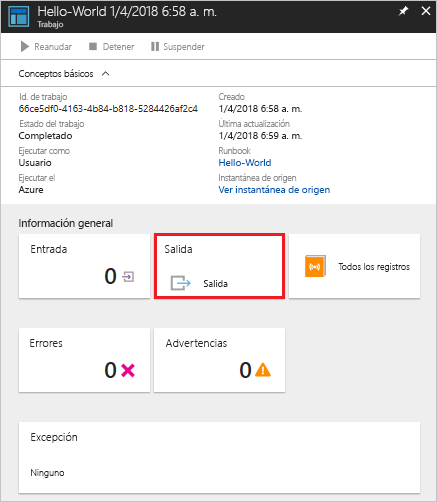 Hello-World 1/4/2018 6:58 a. m.
Trabajo
Reanudar Detener Suspender
Conceptos básicos
Id. de trabajo
66ce5df0-4163-4b84-b818-5284426af2c4
Creado
1/4/2018 6:58 a. m.
Estado del trabajo
Completado
Última actualización
1/4/2018 6:59 a. m.
Ejecutar como
Usuario
Runbook
Hello-World
Ejecutar el
Azure
Instantánea de origen
Ver instantánea de origen
Información general
Entrada
0
Salida
Salida
Todos los registros
Errores
0
Advertencias
0
Excepción
Ninguno